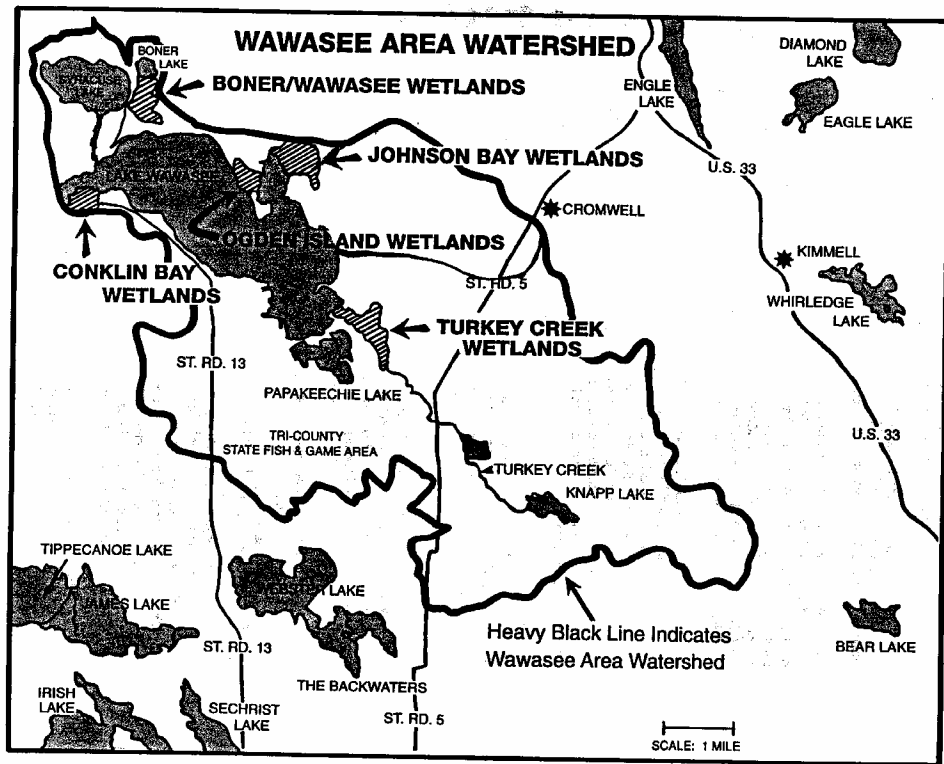 WAWASEE AREA WATERSHED
BONER
LAKE
SYRACUSE
LAKE
BONER/WAWASEE WETLANDS
ENGLE
LAKE
DIAMOND
LAKE
EAGLE LAKE
JOHNSON BAY WETLANDS
U.S. 33
LAKE WAWASEE
CROMWELL
OGDEN ISLAND WETLANDS
KIMMELL
CONKLIN BAY
WETLANDS
ST. RD. 5
WHIRLEDGE
LAKE
TURKEY CREEK
WETLANDS
ST. RD. 13
PAPAKEECHIE LAKE
TRI-COUNTY
STATE FISH & GAME AREA
U.S. 33
TURKEY CREEK
KNAPP LAKE
TIPPECANOE LAKE
JAMES LAKE
WEBSTER LAKE
Heavy Black Line Indicates
Wawasee Area Watershed
BEAR LAKE
ST. RD. 13
THE BACKWATERS
IRISH
LAKE
SECHRIST
LAKE
ST. RD. 5
SCALE: 1 MILE